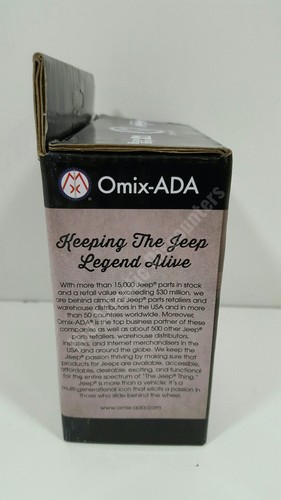 Omix-ADA
Keeping The Jeep
Legend Alive
With more than 15,000 Jeep® parts in stock
and a retail value exceeding $30 million, we
are behind almost all Jeep® parts retailers and
warehouse distributors in the USA and in more
than 50 countries worldwide. Moreover,
Omix-ADA® is the top business partner of these
companies as well as about 500 other Jeep®
parts retailers, warehouse distributors,
installers, and Internet merchandisers in the
USA and around the globe. We keep the
Jeep® passion thriving by making sure that
products for Jeeps are available, accessible,
affordable, desirable, exciting, and functional
for the entire spectrum of "The Jeep® Thing."
Jeep® is more than a vehicle: it's a
multi-generational icon that elicits a passion in
those who slide behind the wheel.
www.omix-ada.com